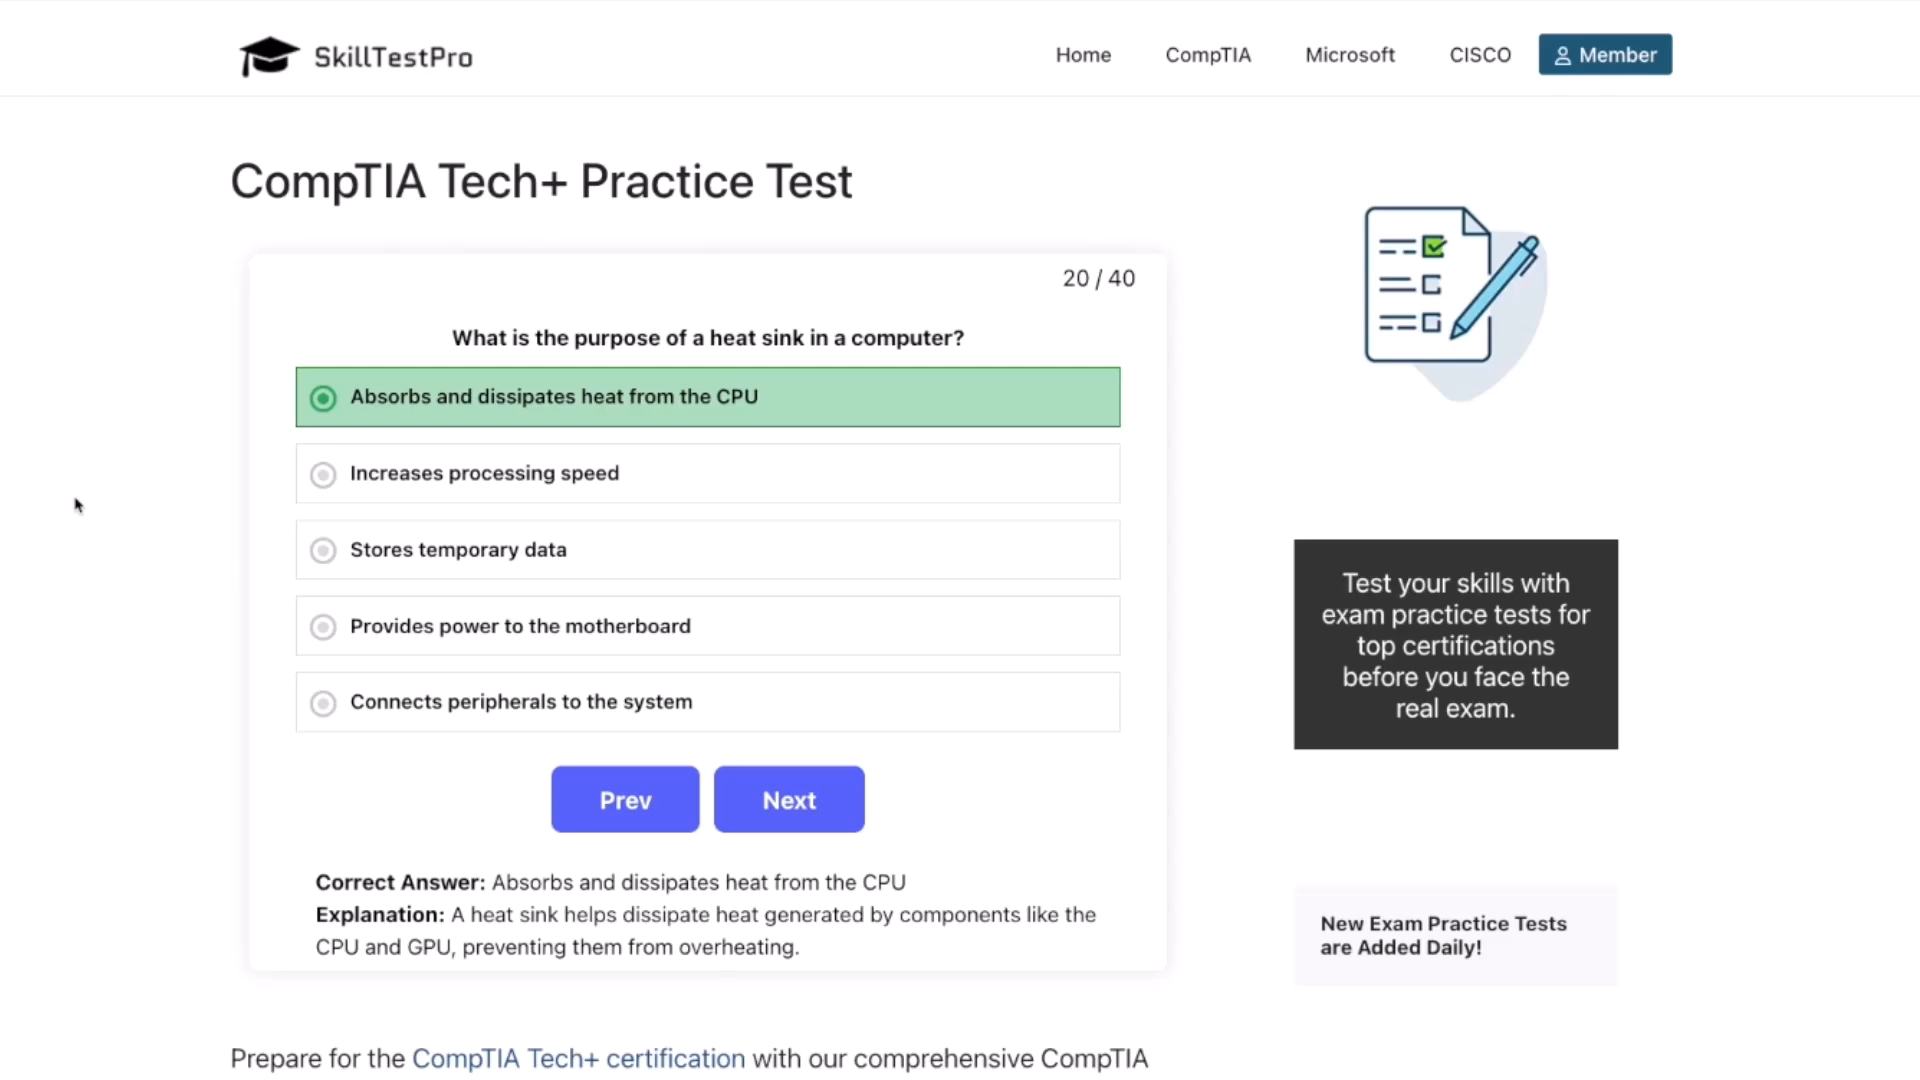 SkillTestPro
Home CompTIA Microsoft CISCO Member
CompTIA Tech+ Practice Test
20 / 40
What is the purpose of a heat sink in a computer?
Absorbs and dissipates heat from the CPU
Increases processing speed
Stores temporary data
Provides power to the motherboard
Connects peripherals to the system
Prev Next
Correct Answer: Absorbs and dissipates heat from the CPU
Explanation: A heat sink helps dissipate heat generated by components like the
CPU and GPU, preventing them from overheating.
Test your skills with
exam practice tests for
top certifications
before you face the
real exam.
New Exam Practice Tests
are Added Daily!
Prepare for the CompTIA Tech+ certification with our comprehensive CompTIA